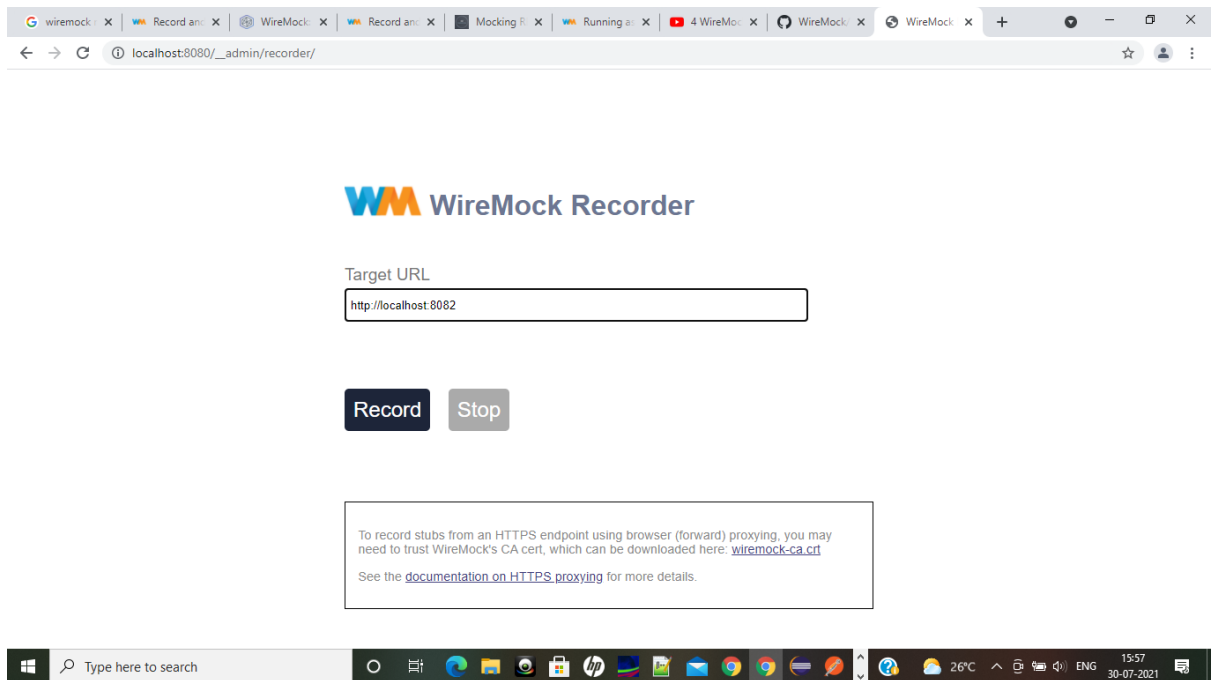 wiremock
Record and
WireMock:
Record and
Mocking R
Running as
4 WireMoc
WireMock/
WireMock
localhost:8080/__admin/recorder/
WM WireMock Recorder
Target URL
http://localhost:8082
Record
Stop
To record stubs from an HTTPS endpoint using browser (forward) proxying, you may
need to trust WireMock's CA cert, which can be downloaded here: wiremock-ca.crt
See the documentation on HTTPS proxying for more details.
Type here to search
hp
26°C
ENG
15:57
30-07-2021